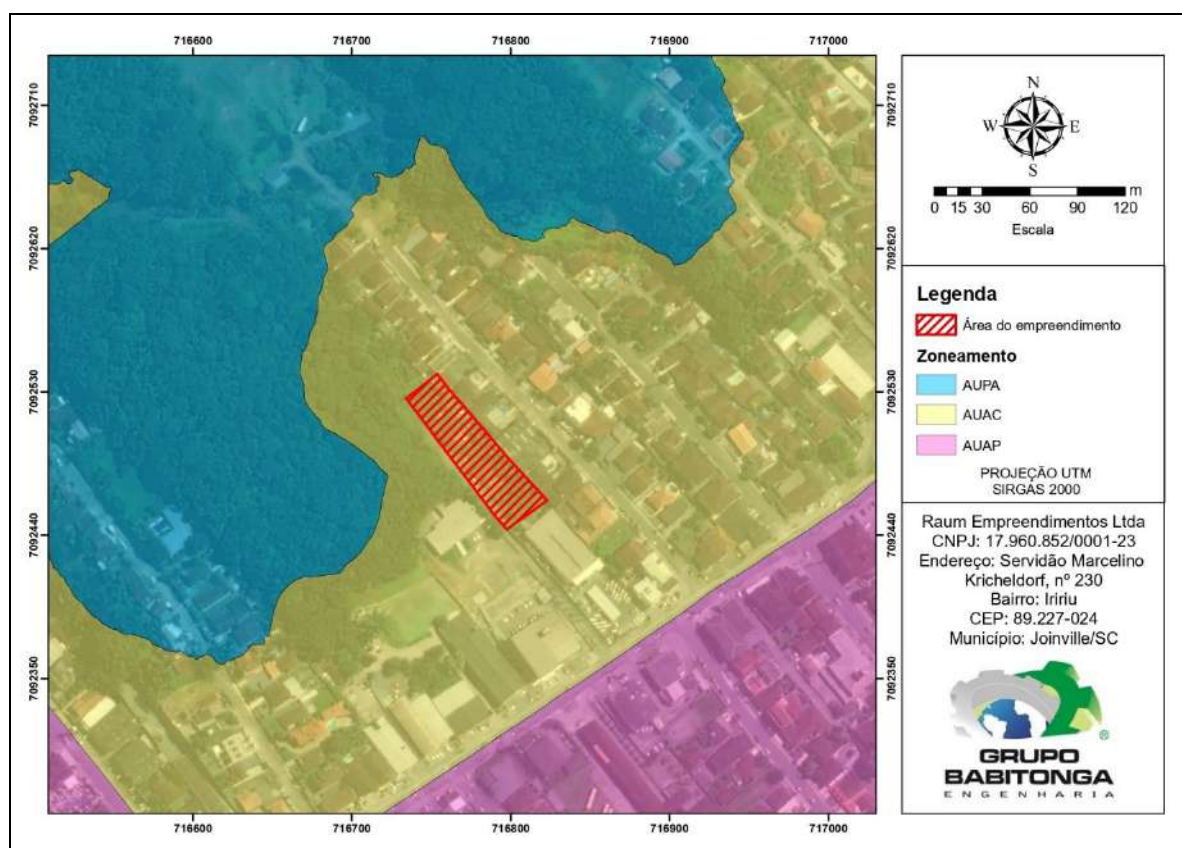 716600 716700 716800 716900 717000
7092710 7092710
7092620 7092620
7092530 7092530
7092440 7092440
7092350 7092350
716600 716700 716800 716900 717000
N
W E
S
m
0 15 30 60 90 120
Escala
Legenda
Área do empreendimento
Zoneamento
AUPA
AUAC
AUAP
PROJEÇÃO UTM
SIRGAS 2000
Raum Empreendimentos Ltda
CNPJ: 17.960.852/0001-23
Endereço: Servidão Marcelino
Kricheldorf, nº 230
Bairro: Iririu
CEP: 89.227-024
Município: Joinville/SC
®
GRUPO
BABITONGA
ENGENHARIA